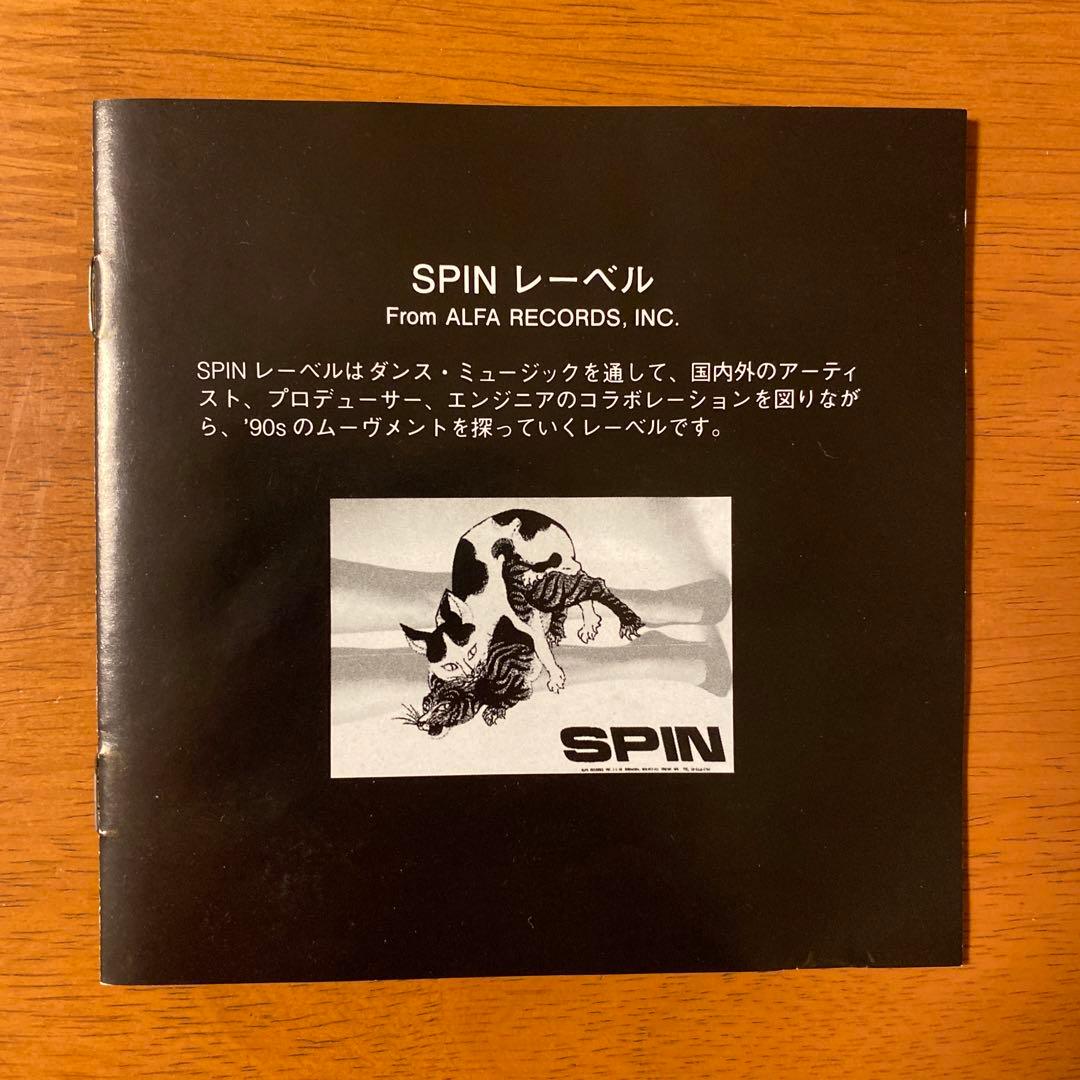 SPIN レーベル
From ALFA RECORDS, INC.
SPIN レーベルはダンス・ミュージックを通して、国内外のアーティ
スト、プロデューサー、エンジニアのコラボレーションを図りなが
ら、’90s のムーヴメントを探っていくレーベルです。
SPIN
ALFA RECORDS INC.